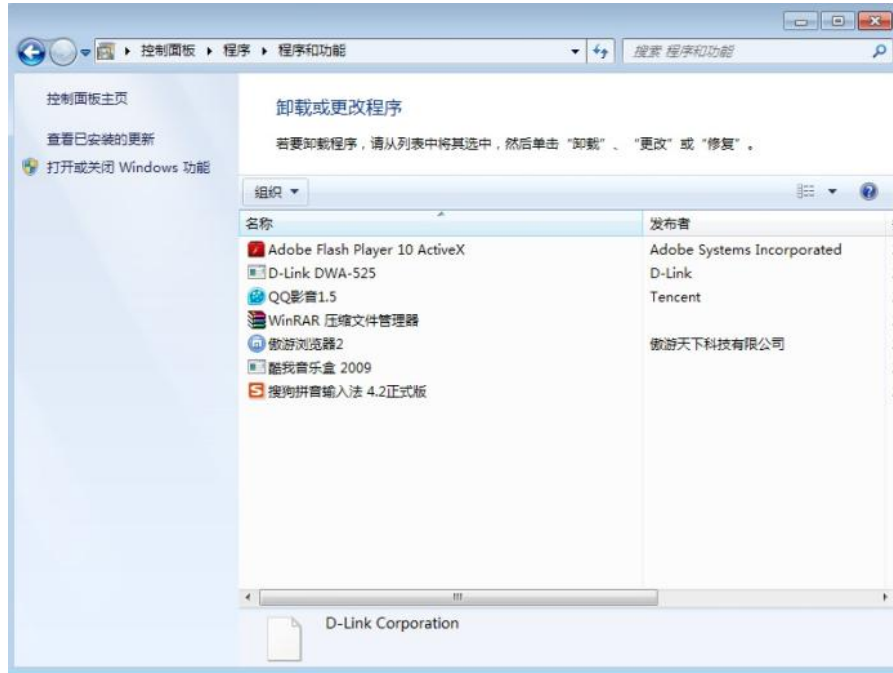 控制面板 程序 程序和功能 搜索 程序和功能
控制面板主页
查看已安装的更新
打开或关闭 Windows 功能
卸载或更改程序
若要卸载程序，请从列表中将其选中，然后单击“卸载”、“更改”或“修复”。
组织
名称 发布者
Adobe Flash Player 10 ActiveX Adobe Systems Incorporated
D-Link DWA-525 D-Link
QQ影音1.5 Tencent
WinRAR 压缩文件管理器
傲游浏览器2 傲游天下科技有限公司
酷我音乐盒 2009
搜狗拼音输入法 4.2正式版
D-Link Corporation